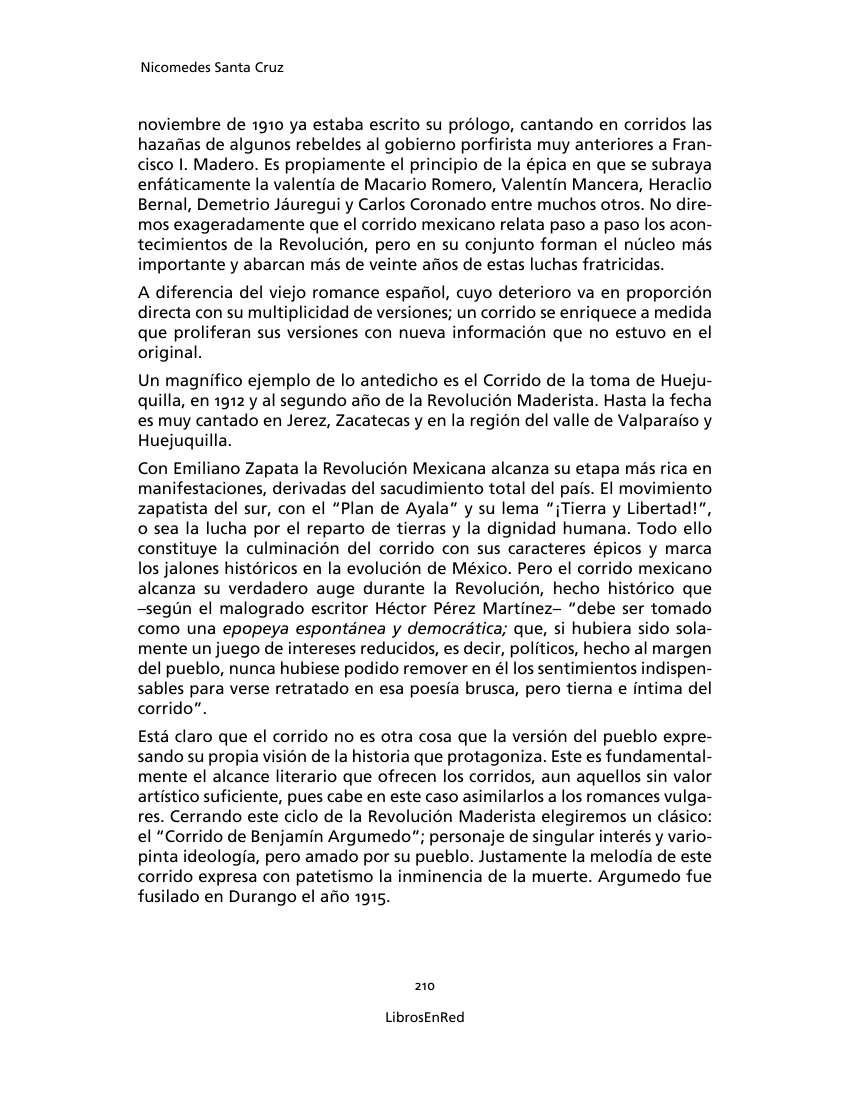 Nicomedes Santa Cruz
noviembre de 1910 ya estaba escrito su prólogo, cantando en corridos las
hazañas de algunos rebeldes al gobierno porfirista muy anteriores a Fran-
cisco I. Madero. Es propiamente el principio de la épica en que se subraya
enfáticamente la valentía de Macario Romero, Valentín Mancera, Heraclio
Bernal, Demetrio Jáuregui y Carlos Coronado entre muchos otros. No dire-
mos exageradamente que el corrido mexicano relata paso a paso los acon-
tecimientos de la Revolución, pero en su conjunto forman el núcleo más
importante y abarcan más de veinte años de estas luchas fratricidas.
A diferencia del viejo romance español, cuyo deterioro va en proporción
directa con su multiplicidad de versiones; un corrido se enriquece a medida
que proliferan sus versiones con nueva información que no estuvo en el
original.
Un magnífico ejemplo de lo antedicho es el Corrido de la toma de Hueju-
quilla, en 1912 y al segundo año de la Revolución Maderista. Hasta la fecha
es muy cantado en Jerez, Zacatecas y en la región del valle de Valparaíso y
Huejuquilla.
Con Emiliano Zapata la Revolución Mexicana alcanza su etapa más rica en
manifestaciones, derivadas del sacudimiento total del país. El movimiento
zapatista del sur, con el “Plan de Ayala” y su lema “¡Tierra y Libertad!”,
o sea la lucha por el reparto de tierras y la dignidad humana. Todo ello
constituye la culminación del corrido con sus caracteres épicos y marca
los jalones históricos en la evolución de México. Pero el corrido mexicano
alcanza su verdadero auge durante la Revolución, hecho histórico que
–según el malogrado escritor Héctor Pérez Martínez– “debe ser tomado
como una epopeya espontánea y democrática; que, si hubiera sido sola-
mente un juego de intereses reducidos, es decir, políticos, hecho al margen
del pueblo, nunca hubiese podido remover en él los sentimientos indispen-
sables para verse retratado en esa poesía brusca, pero tierna e íntima del
corrido”.
Está claro que el corrido no es otra cosa que la versión del pueblo expre-
sando su propia visión de la historia que protagoniza. Este es fundamental-
mente el alcance literario que ofrecen los corridos, aun aquellos sin valor
artístico suficiente, pues cabe en este caso asimilarlos a los romances vulga-
res. Cerrando este ciclo de la Revolución Maderista elegiremos un clásico:
el “Corrido de Benjamín Argumedo”; personaje de singular interés y vario-
pinta ideología, pero amado por su pueblo. Justamente la melodía de este
corrido expresa con patetismo la inminencia de la muerte. Argumedo fue
fusilado en Durango el año 1915.
210
LibrosEnRed